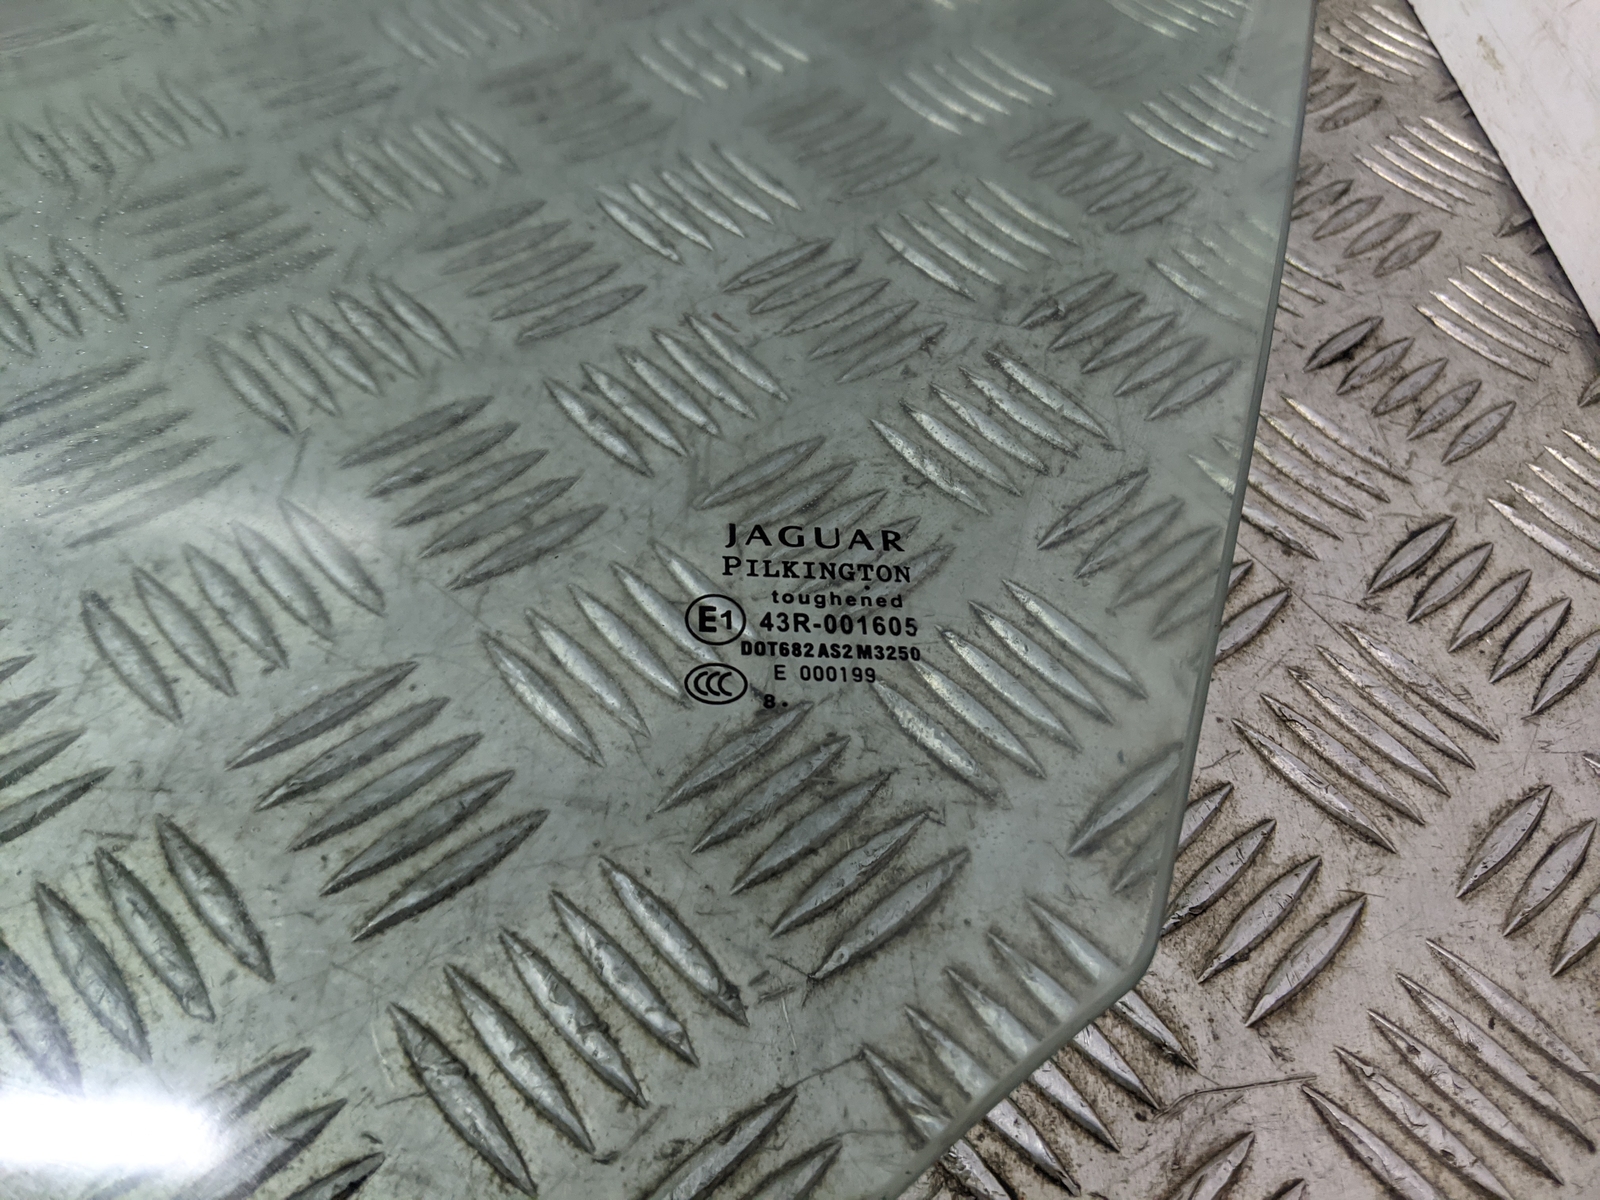 JAGUAR
PILKINGTON
toughened
E1 43R-001605
DOT682 AS2 M3250
CCC E 000199
8.